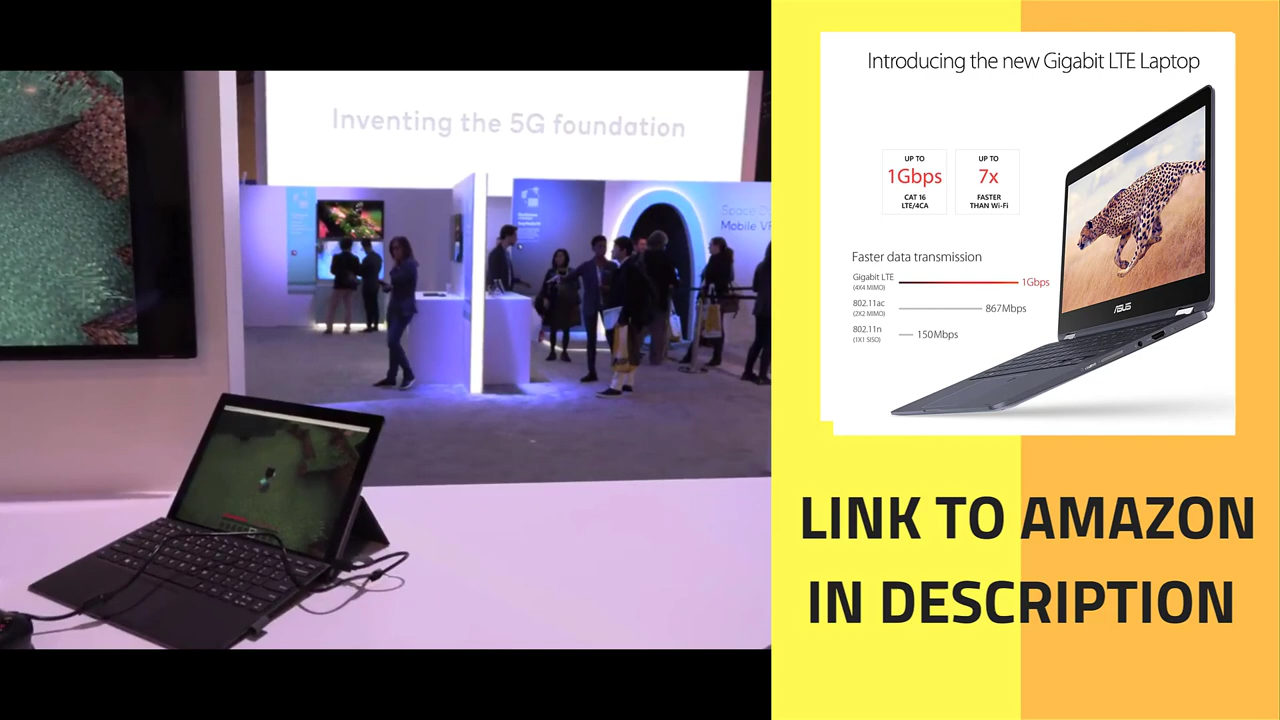 Inventing the 5G foundation
Mobile VR
Introducing the new Gigabit LTE Laptop
UP TO
1Gbps
CAT 16
LTE/4CA
UP TO
7x
FASTER
THAN Wi-Fi
Faster data transmission
Gigabit LTE
(4X4 MIMO)
1Gbps
802.11ac
(2X2 MIMO)
867Mbps
802.11n
(1X1 SISO)
150Mbps
ASUS
LINK TO AMAZON
IN DESCRIPTION